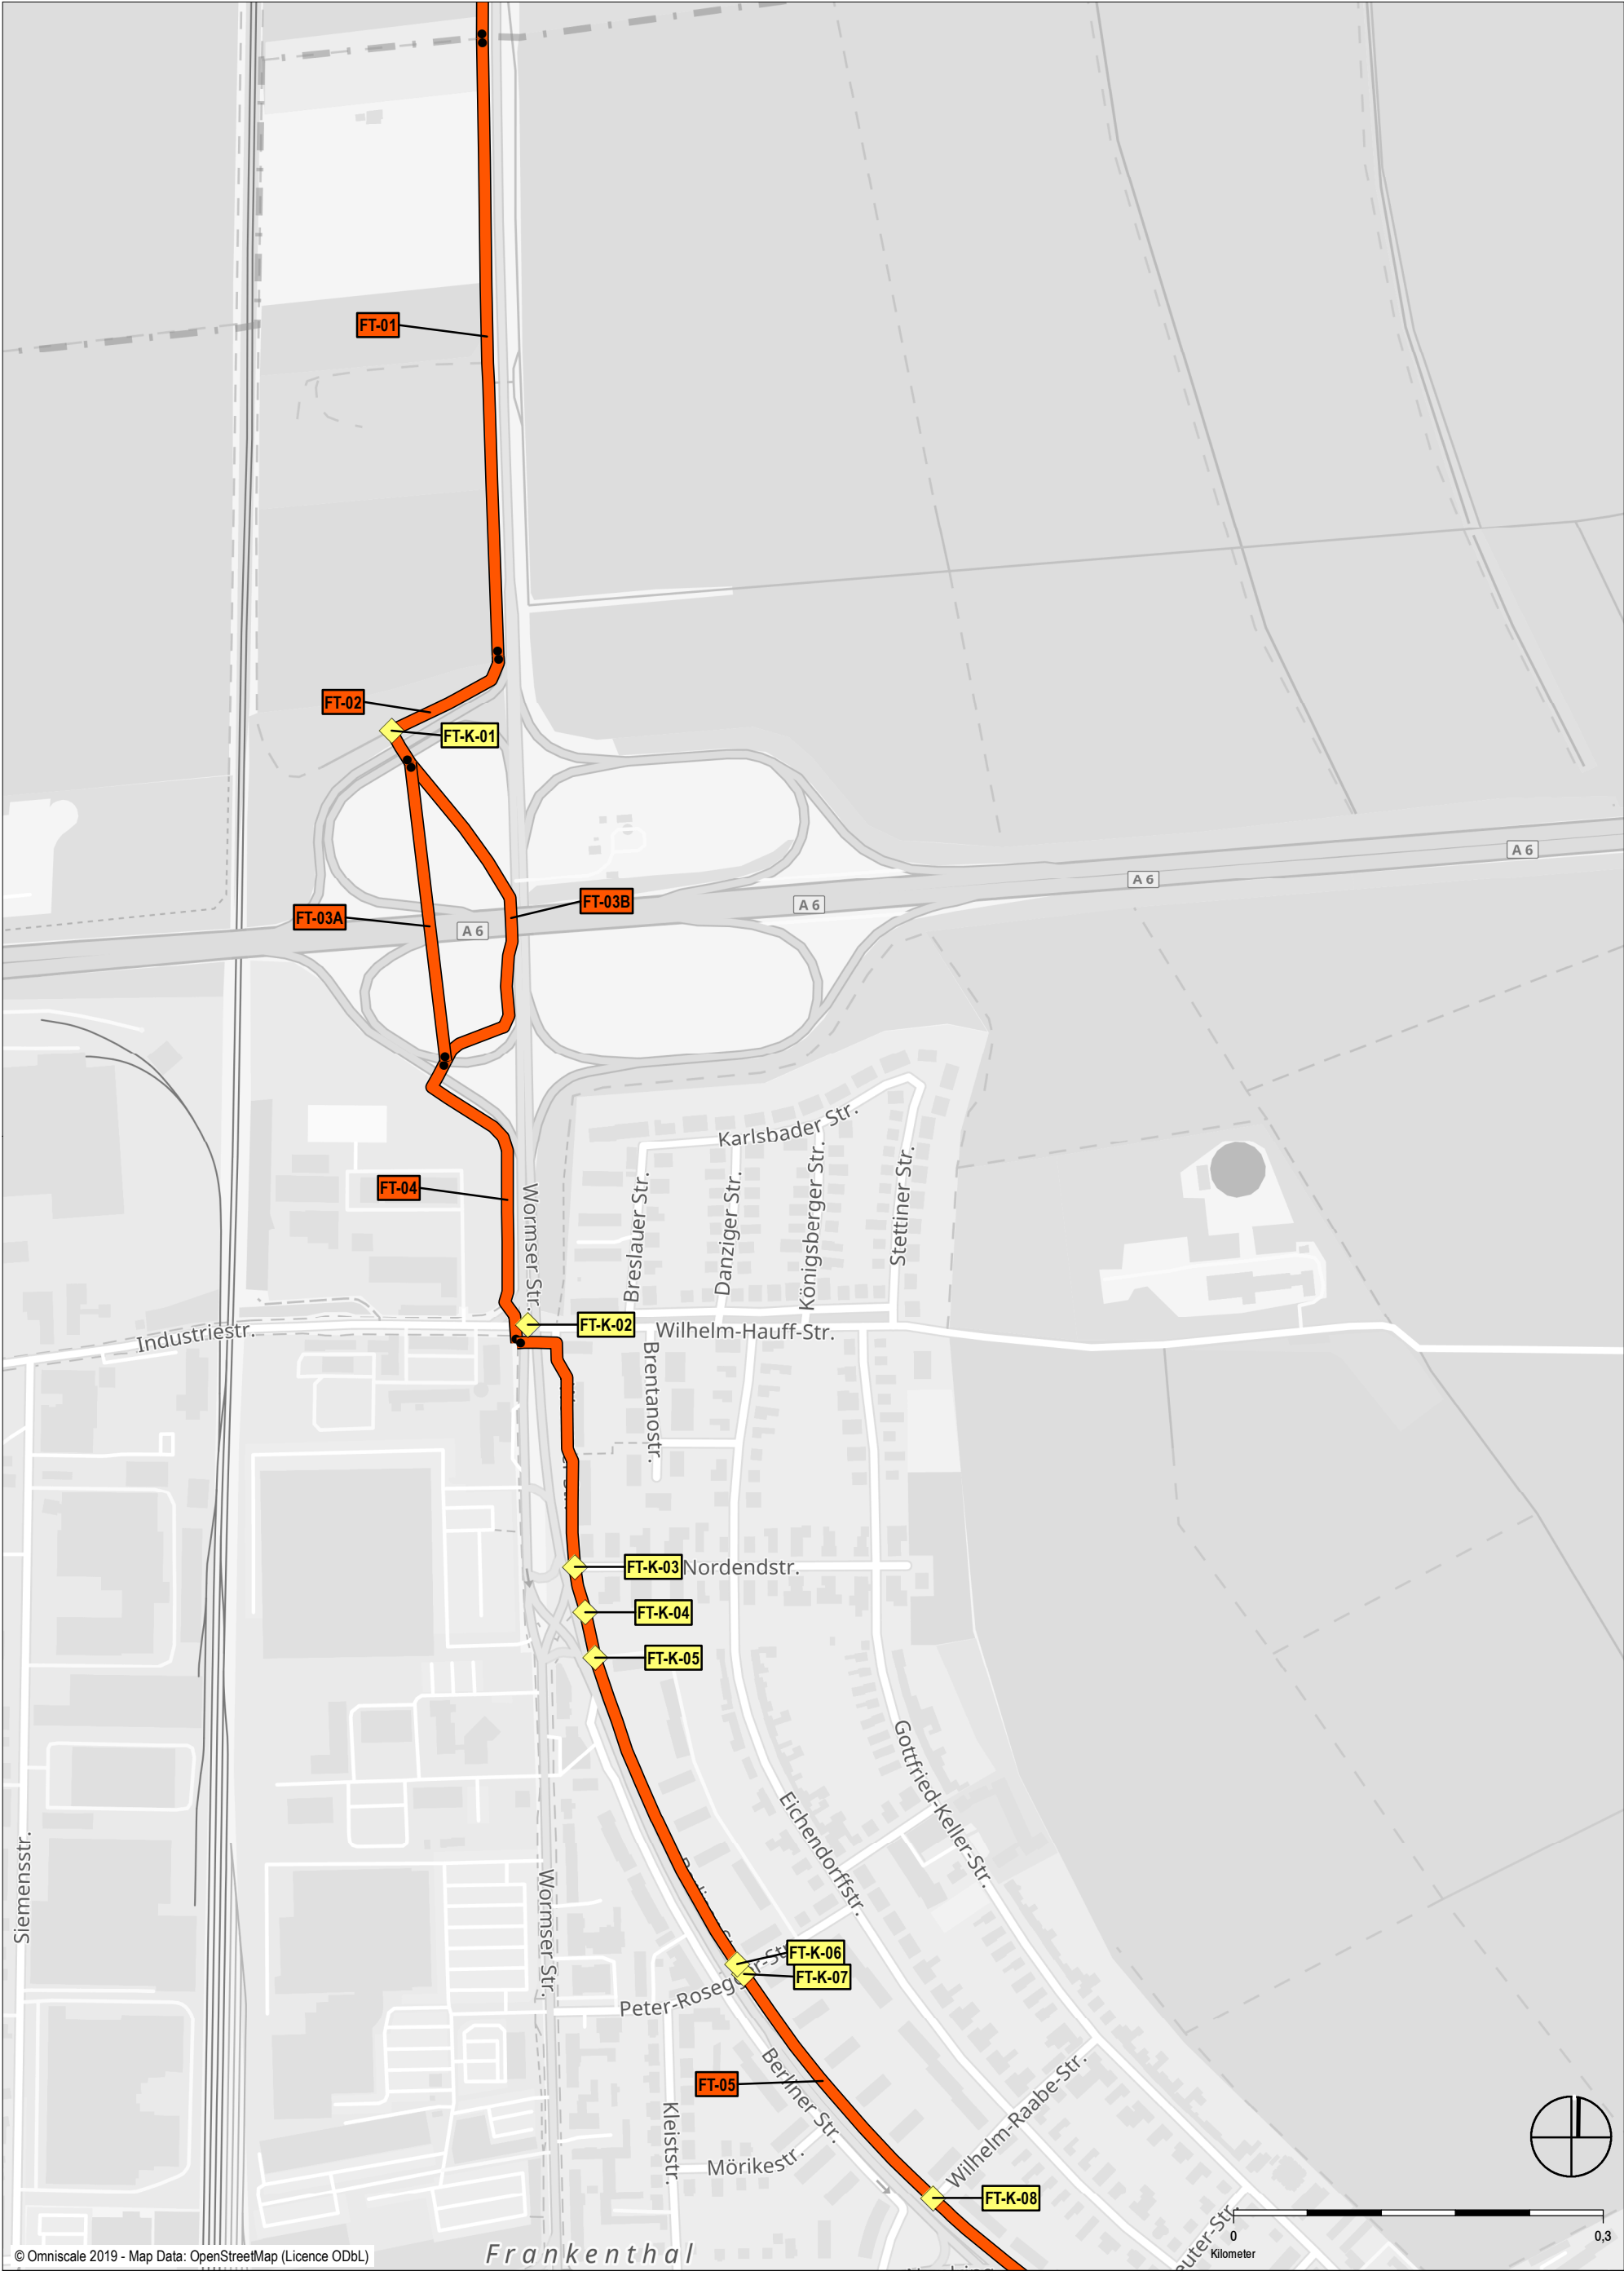 FT-01
FT-02
FT-K-01
A 6
A 6
A 6
A 6
FT-03A
FT-03B
FT-04
Karlsbader Str.
Wormser Str.
Breslauer Str.
Danziger Str.
Königsberger Str.
Stettiner Str.
Industriestr.
FT-K-02
Wilhelm-Hauff-Str.
Brentanostr.
FT-K-03
Nordendstr.
FT-K-04
FT-K-05
Gottfried-Keller-Str.
Eichendorffstr.
Siemensstr.
Wormser Str.
FT-K-06
FT-K-07
FT-05
Berliner Str.
Wilhelm-Raabe-Str.
Kleiststr.
Mörikestr.
FT-K-08
0
0,3
Kilometer
Frankenthal
© Omniscale 2019 - Map Data: OpenStreetMap (Licence ODbL)